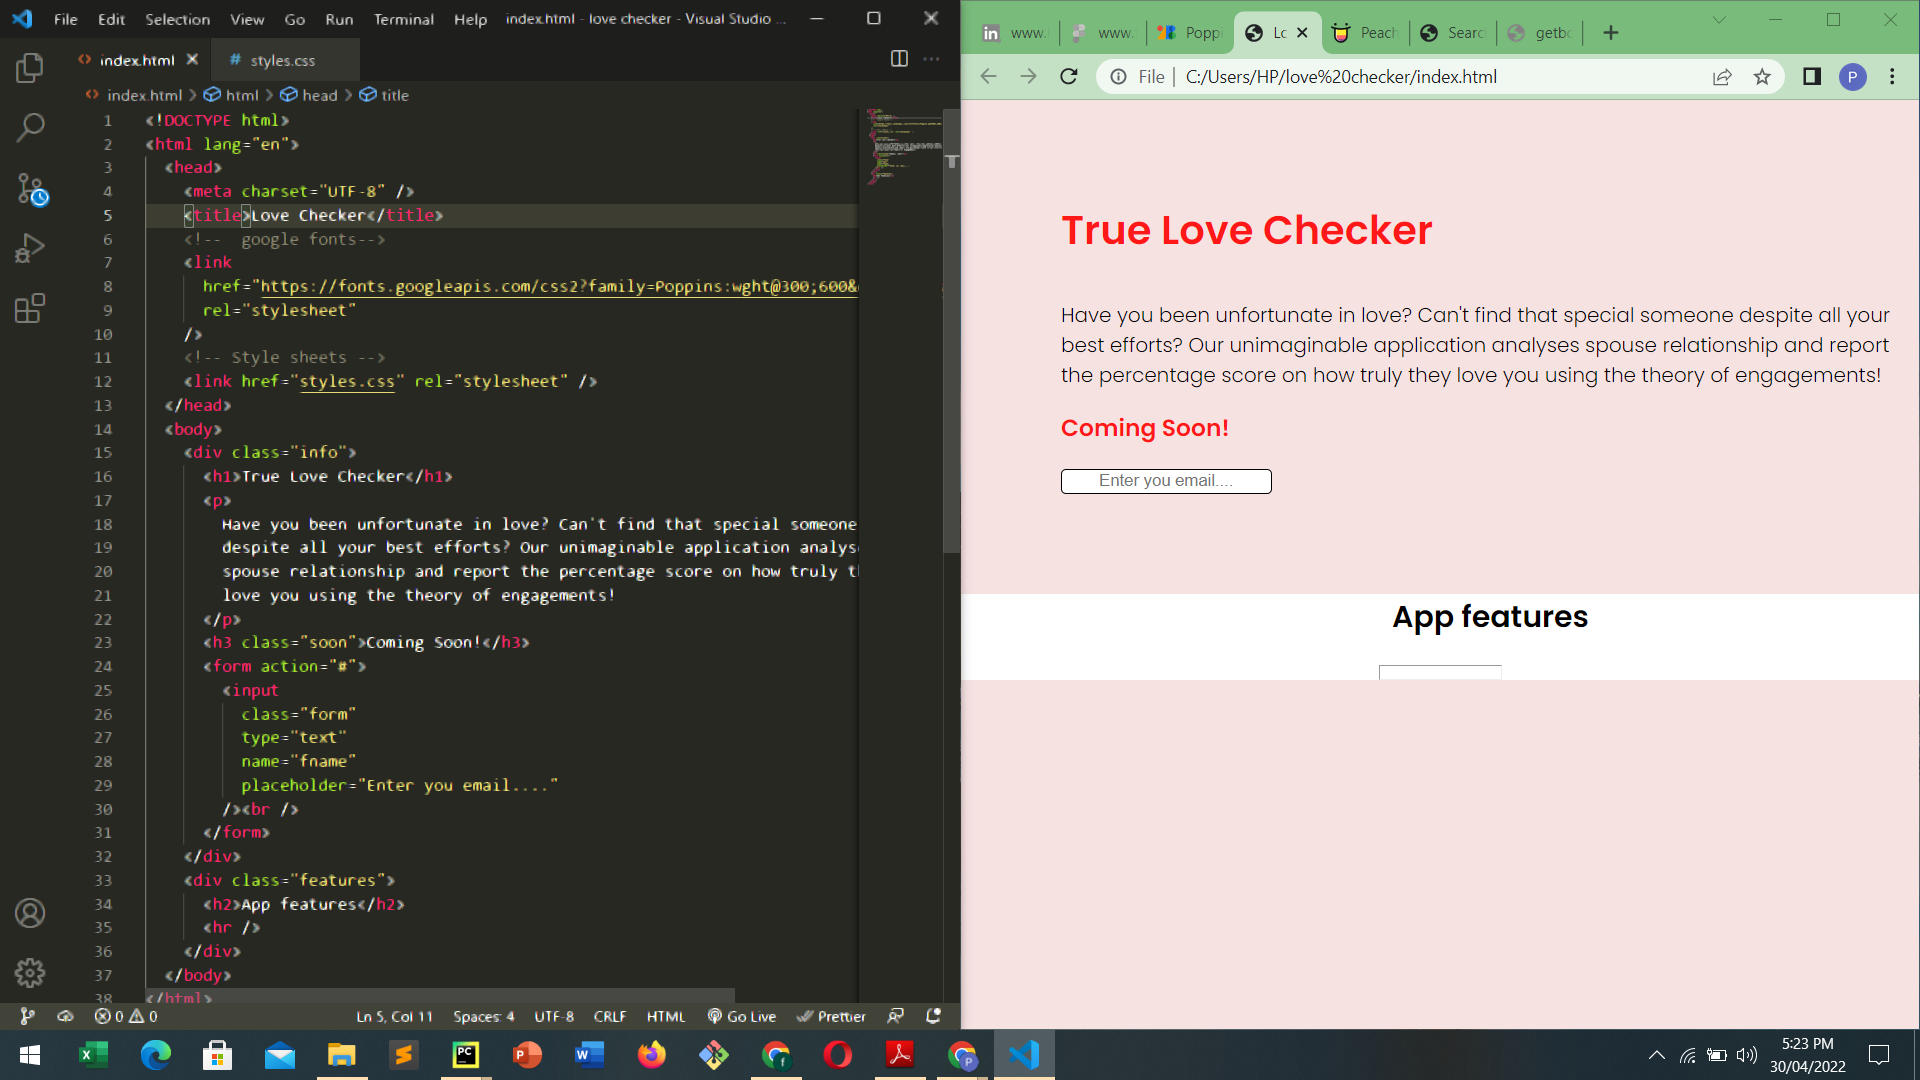 File Edit Selection View Go Run Terminal Help index.html - love checker - Visual Studio ...
index.html
# styles.css
index.html > html > head > title
1 <!DOCTYPE html>
2 <html lang="en">
3 <head>
4 <meta charset="UTF-8" />
5 <title>Love Checker</title>
6 <!--  google fonts-->
7 <link
8 href="https://fonts.googleapis.com/css2?family=Poppins:wght@300;600&
9 rel="stylesheet"
10 />
11 <!-- Style sheets -->
12 <link href="styles.css" rel="stylesheet" />
13 </head>
14 <body>
15 <div class="info">
16 <h1>True Love Checker</h1>
17 <p>
18 Have you been unfortunate in love? Can't find that special someone
19 despite all your best efforts? Our unimaginable application analys
20 spouse relationship and report the percentage score on how truly t
21 love you using the theory of engagements!
22 </p>
23 <h3 class="soon">Coming Soon!</h3>
24 <form action="#">
25 <input
26 class="form"
27 type="text"
28 name="fname"
29 placeholder="Enter you email...."
30 /><br />
31 </form>
32 </div>
33 <div class="features">
34 <h2>App features</h2>
35 <hr />
36 </div>
37 </body>
38 </html>
0 0 Ln 5, Col 11 Spaces: 4 UTF-8 CRLF HTML Go Live Prettier
www. www. Poppi Lo Peach Searc getbo
File | C:/Users/HP/love%20checker/index.html P
True Love Checker
Have you been unfortunate in love? Can't find that special someone despite all your
best efforts? Our unimaginable application analyses spouse relationship and report
the percentage score on how truly they love you using the theory of engagements!
Coming Soon!
Enter you email....
App features
5:23 PM
30/04/2022